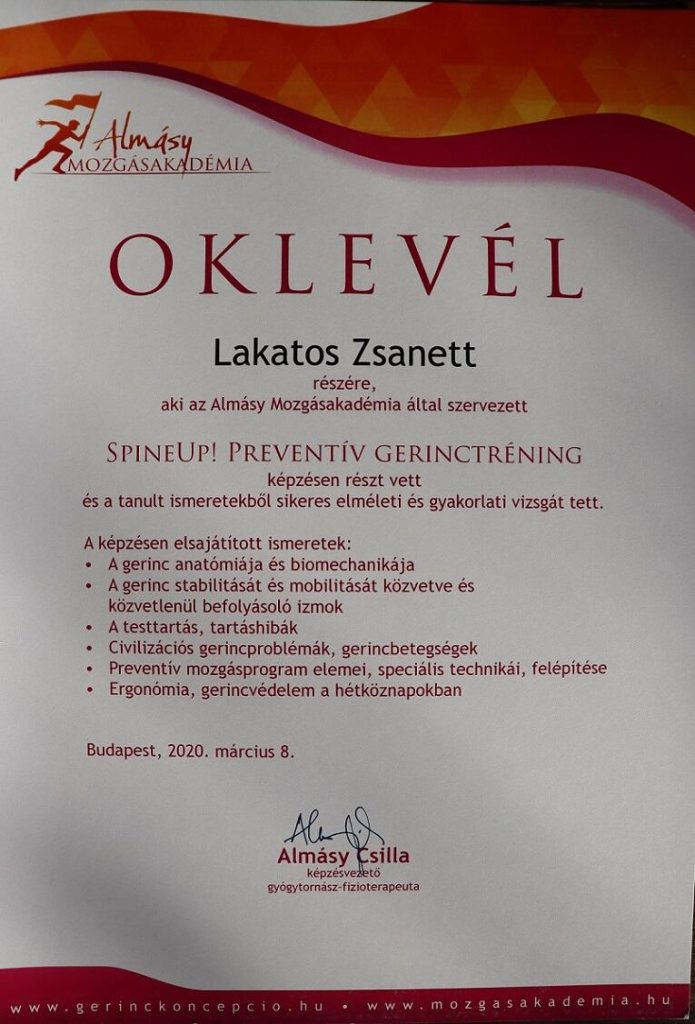 Almásy
MOZGÁSAKADÉMIA
OKLEVÉL
Lakatos Zsanett
részére,
aki az Almásy Mozgásakadémia által szervezett
SPINEUP! PREVENTÍV GERINCTRÉNING
képzésen részt vett
és a tanult ismeretekből sikeres elméleti és gyakorlati vizsgát tett.
A képzésen elsajátított ismeretek:
• A gerinc anatómiája és biomechanikája
• A gerinc stabilitását és mobilitását közvetve és
közvetlenül befolyásoló izmok
• A testtartás, tartáshibák
• Civilizációs gerincproblémák, gerincbetegségek
• Preventív mozgásprogram elemei, speciális technikái, felépítése
• Ergonómia, gerincvédelem a hétköznapokban
Budapest, 2020. március 8.
Almásy Csilla
képzésvezető
gyógytornász-fizioterapeuta
www.gerinckoncepcio.hu • www.mozgasakademia.hu